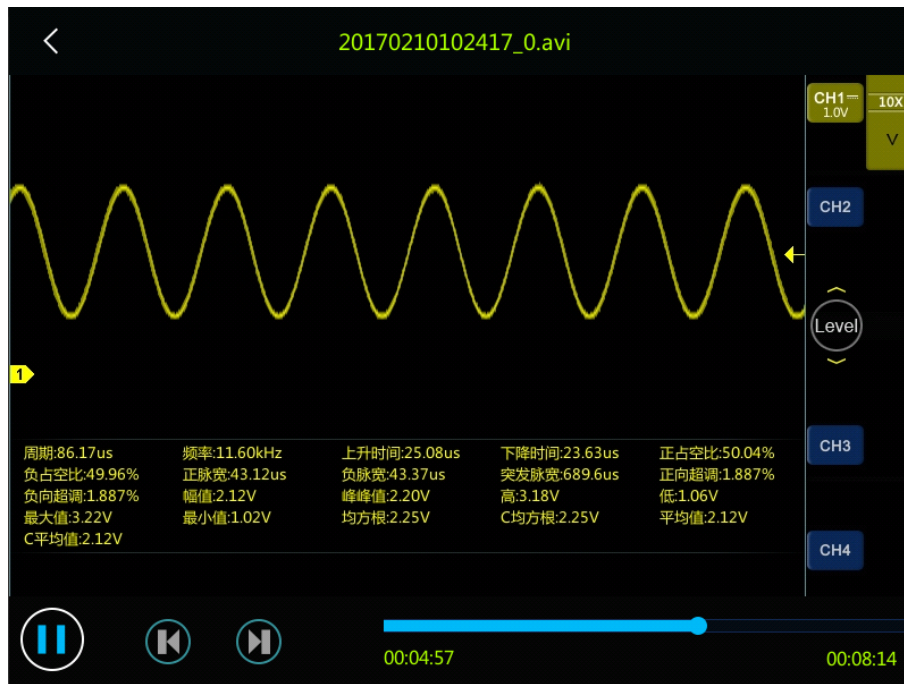 20170210102417_0.avi
CH1
1.0V
10X
V
CH2
Level
1
CH3
CH4
周期:86.17us 频率:11.60kHz 上升时间:25.08us 下降时间:23.63us 正占空比:50.04%
负占空比:49.96% 正脉宽:43.12us 负脉宽:43.37us 突发脉宽:689.6us 正向超调:1.887%
负向超调:1.887% 幅值:2.12V 峰峰值:2.20V 高:3.18V 低:1.06V
最大值:3.22V 最小值:1.02V 均方根:2.25V C均方根:2.25V 平均值:2.12V
C平均值:2.12V
00:04:57 00:08:14